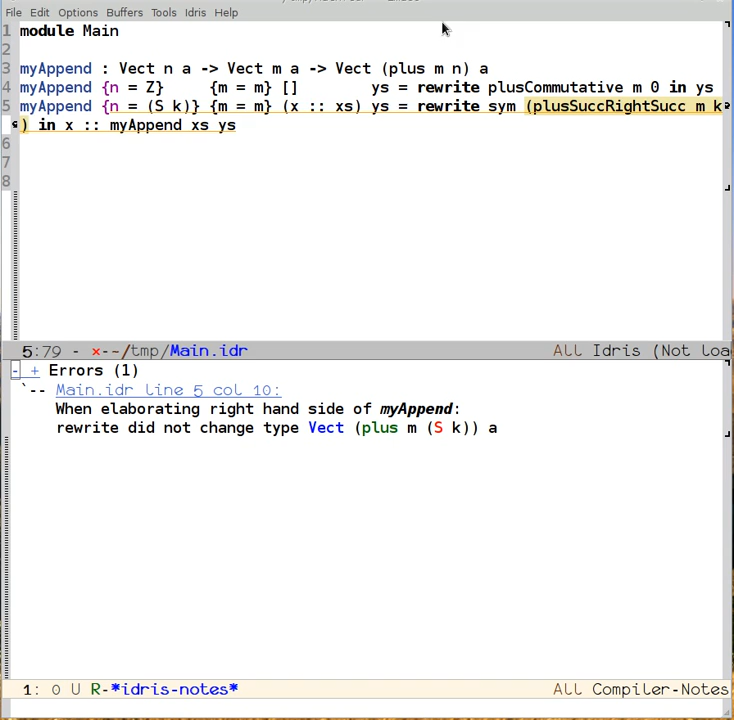 File Edit Options Buffers Tools Idris Help
1 module Main
2
3 myAppend : Vect n a -> Vect m a -> Vect (plus m n) a
4 myAppend {n = Z} {m = m} [] ys = rewrite plusCommutative m 0 in ys
5 myAppend {n = (S k)} {m = m} (x :: xs) ys = rewrite sym (plusSuccRightSucc m k
) in x :: myAppend xs ys
6
7
8
5:79 - ×--/tmp/Main.idr All Idris (Not Loa
[-] + Errors (1)
`-- Main.idr line 5 col 10:
When elaborating right hand side of myAppend:
rewrite did not change type Vect (plus m (S k)) a
1: 0 U R-*idris-notes* All Compiler-Notes